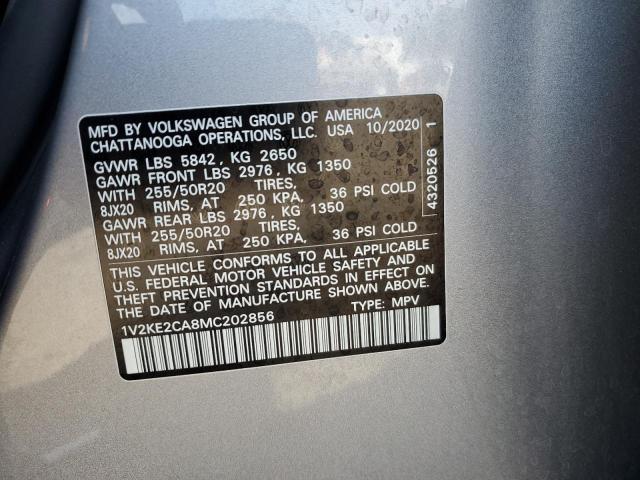 MFD BY VOLKSWAGEN GROUP OF AMERICA
CHATTANOOGA OPERATIONS, LLC. USA 10/2020
GVWR LBS 5842, KG 2650
GAWR FRONT LBS 2976, KG 1350
WITH 255/50R20 TIRES,
8JX20 RIMS, AT 250 KPA, 36 PSI COLD
GAWR REAR LBS 2976, KG 1350
WITH 255/50R20 TIRES,
8JX20 RIMS, AT 250 KPA, 36 PSI COLD
THIS VEHICLE CONFORMS TO ALL APPLICABLE
U.S. FEDERAL MOTOR VEHICLE SAFETY AND
THEFT PREVENTION STANDARDS IN EFFECT ON
THE DATE OF MANUFACTURE SHOWN ABOVE.
1V2KE2CA8MC202856 TYPE: MPV
4320526 1